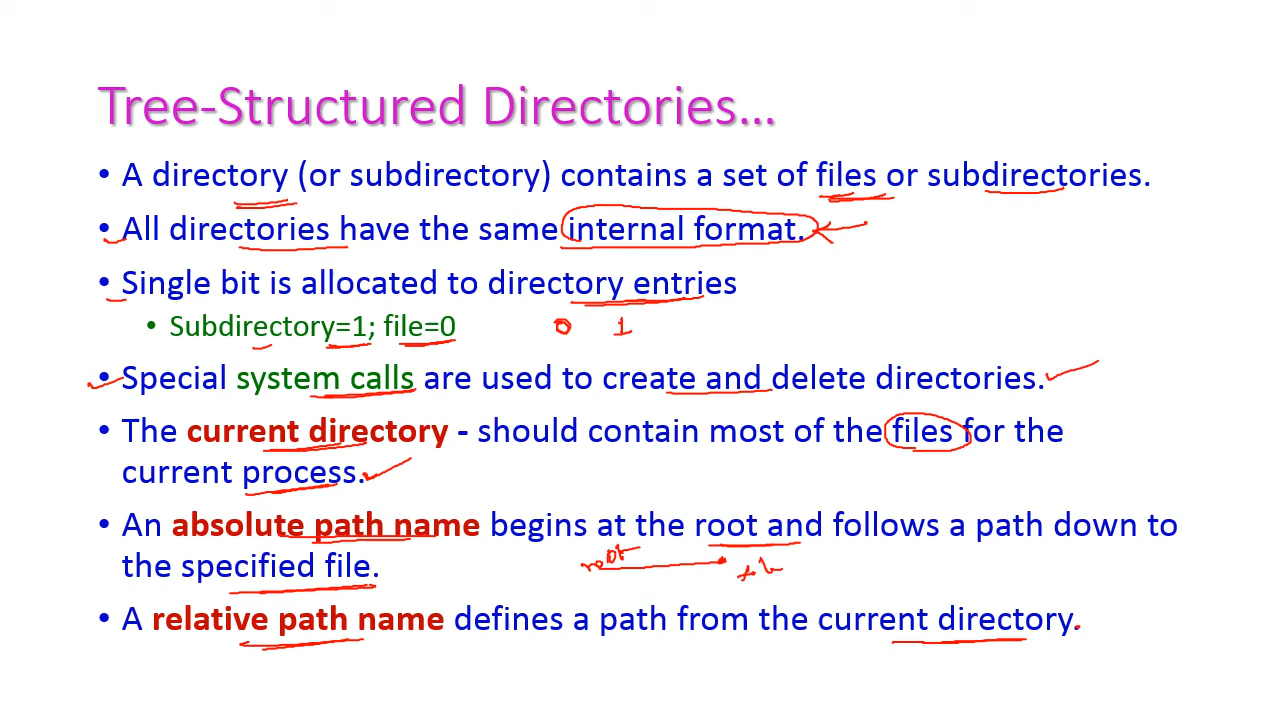 Tree-Structured Directories...
• A directory (or subdirectory) contains a set of files or subdirectories.
• All directories have the same internal format.
• Single bit is allocated to directory entries
• Subdirectory=1; file=0
0 1
• Special system calls are used to create and delete directories.
• The current directory - should contain most of the files for the
current process.
• An absolute path name begins at the root and follows a path down to
the specified file.
root
• A relative path name defines a path from the current directory.